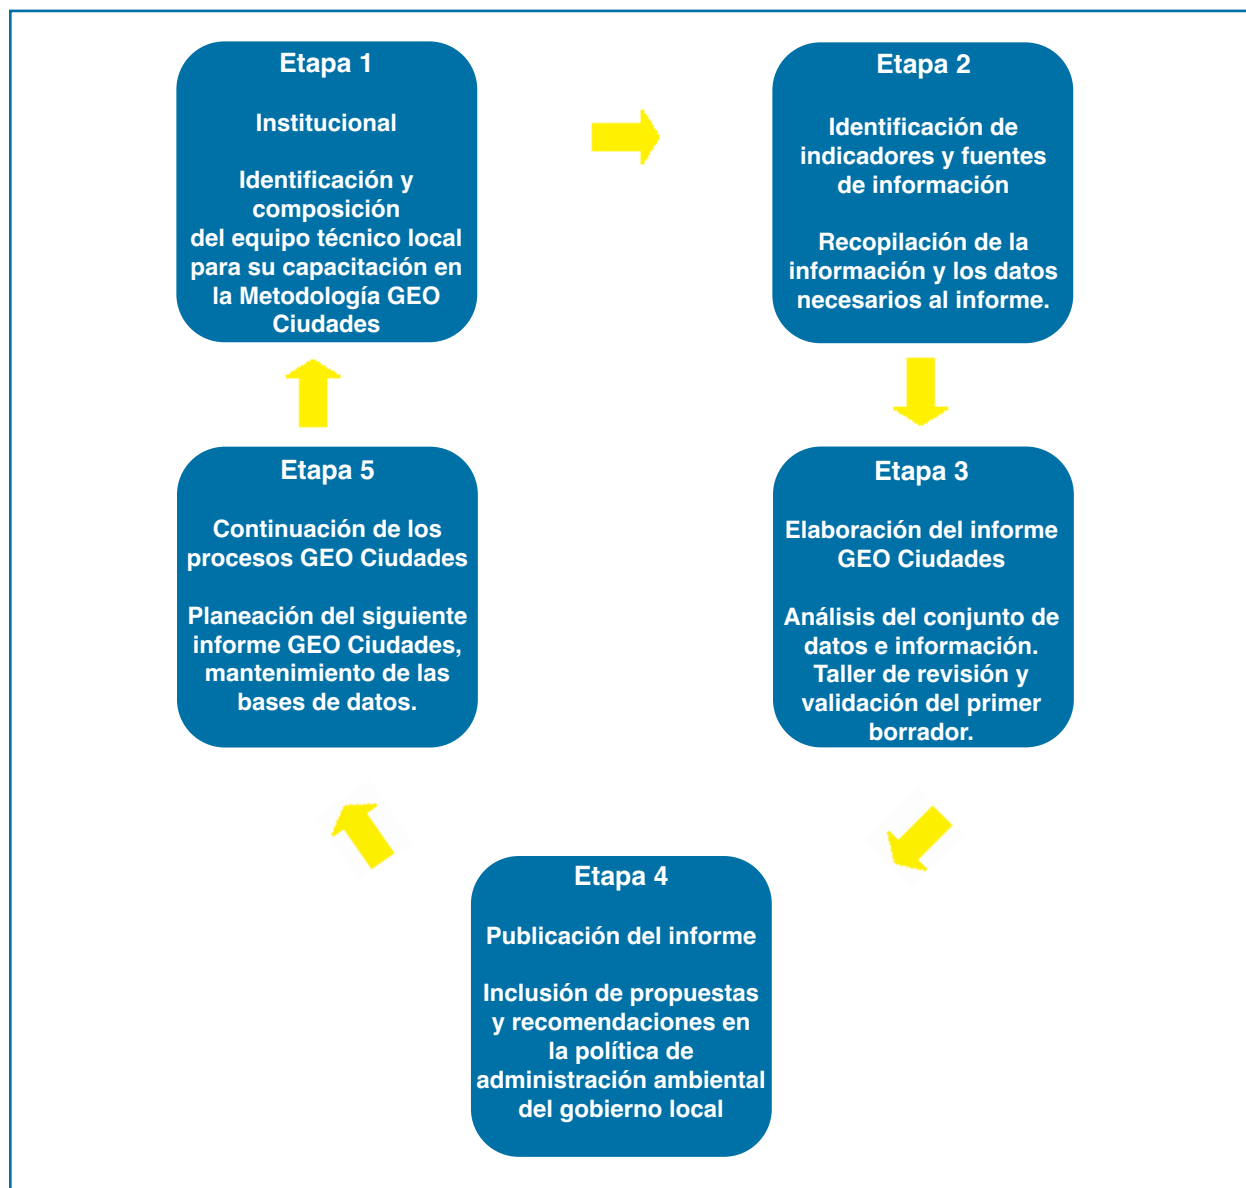 Etapa 1
Institucional
Identificación y
composición
del equipo técnico local
para su capacitación en
la Metodología GEO
Ciudades
Etapa 2
Identificación de
indicadores y fuentes
de información
Recopilación de la
información y los datos
necesarios al informe.
Etapa 3
Elaboración del informe
GEO Ciudades
Análisis del conjunto de
datos e información.
Taller de revisión y
validación del primer
borrador.
Etapa 4
Publicación del informe
Inclusión de propuestas
y recomendaciones en
la política de
administración ambiental
del gobierno local
Etapa 5
Continuación de los
procesos GEO Ciudades
Planeación del siguiente
informe GEO Ciudades,
mantenimiento de las
bases de datos.